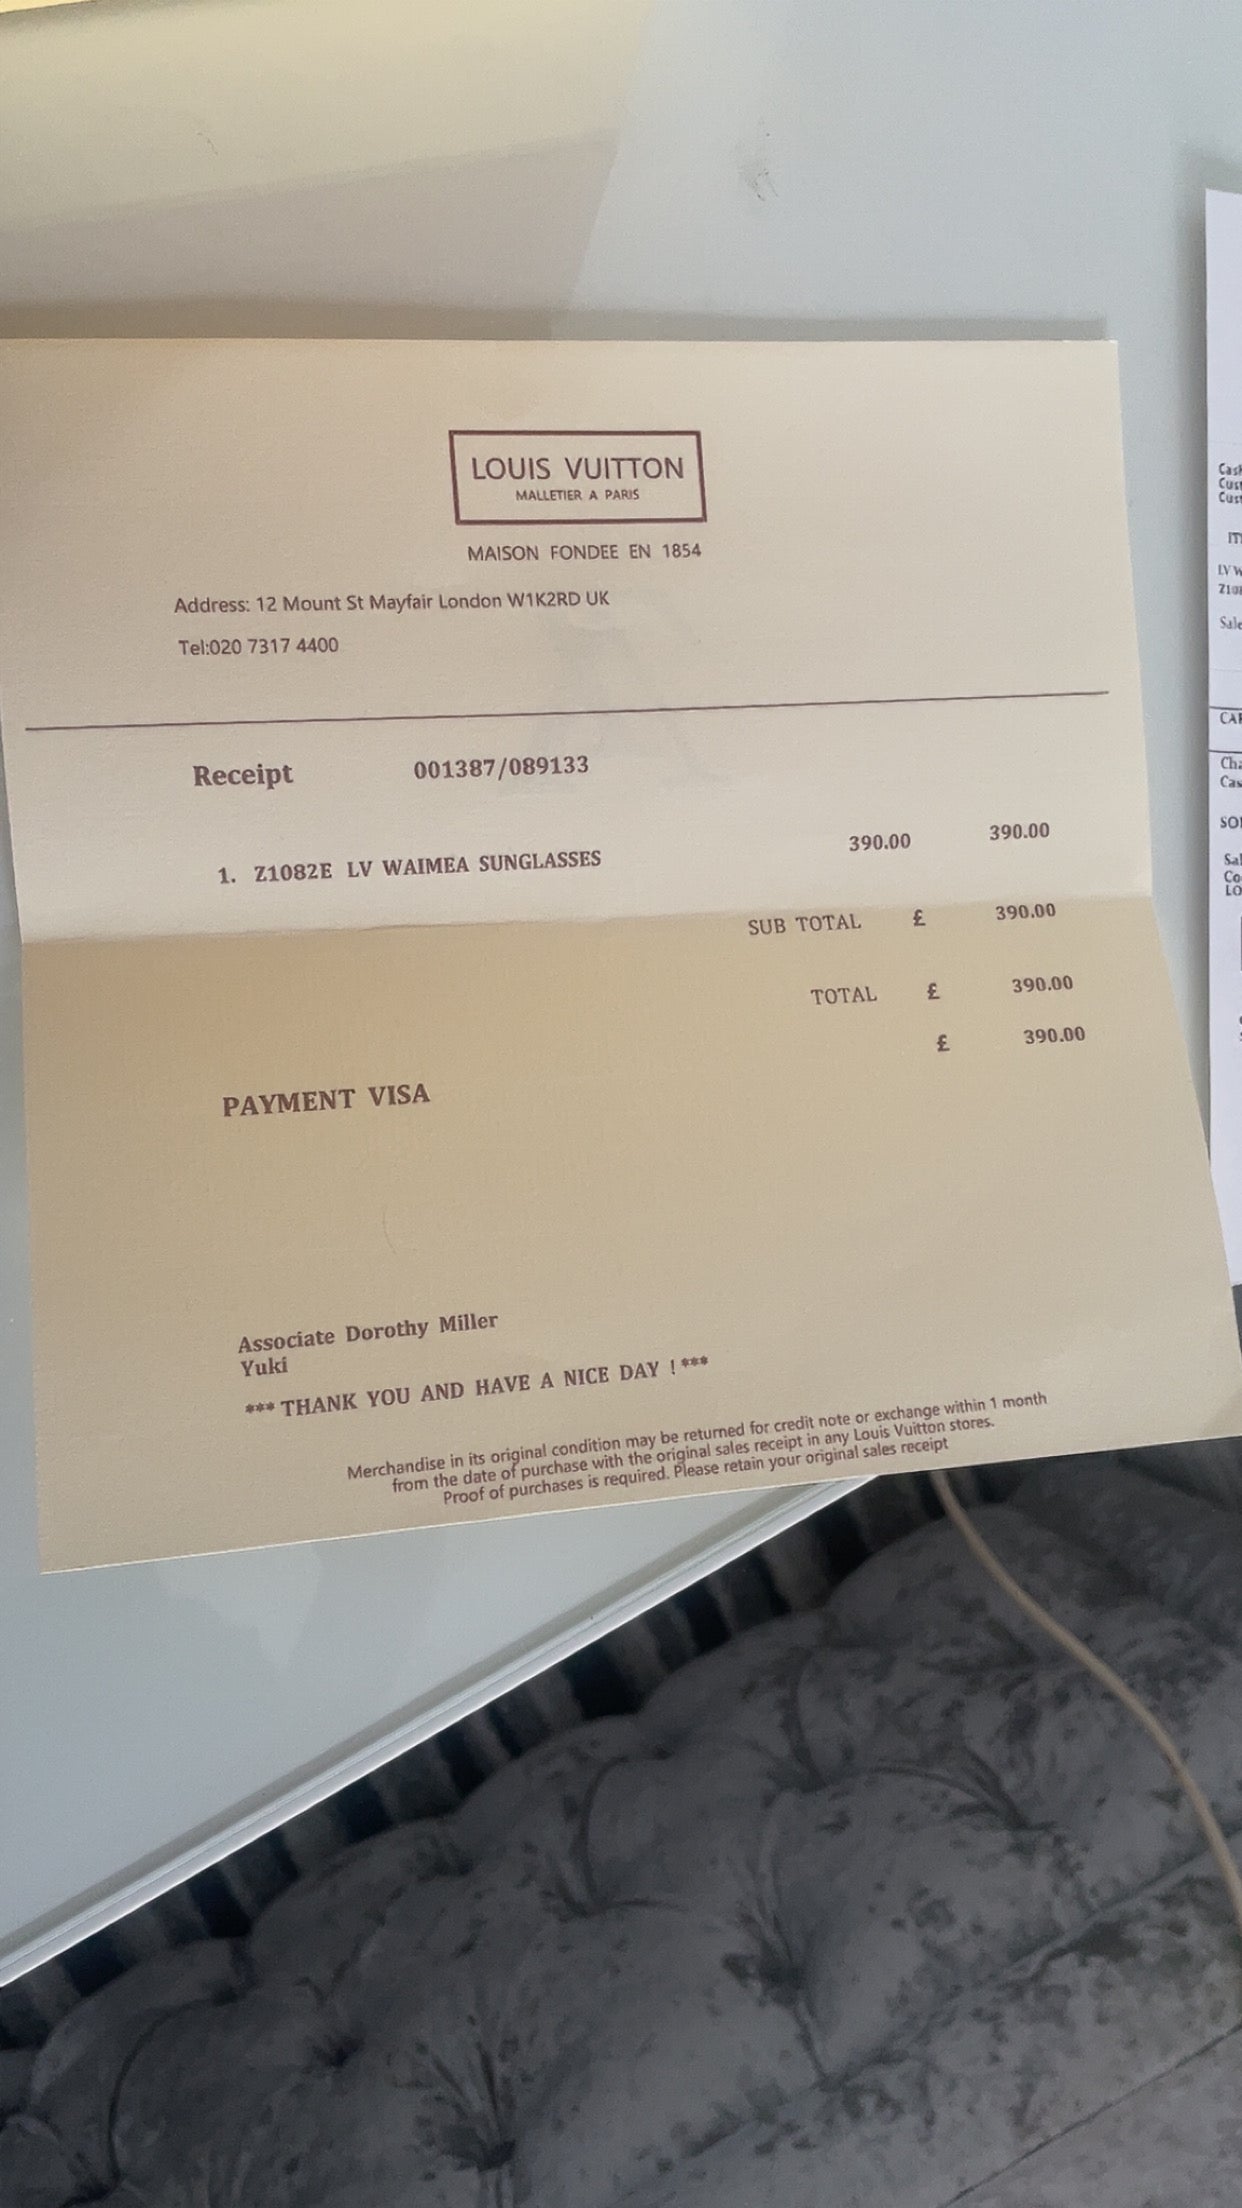 LOUIS VUITTON
MALLETIER A PARIS
MAISON FONDEE EN 1854
Address: 12 Mount St Mayfair London W1K2RD UK
Tel:020 7317 4400
Receipt 001387/089133
1. Z1082E LV WAIMEA SUNGLASSES 390.00 390.00
SUB TOTAL £ 390.00
TOTAL £ 390.00
£ 390.00
PAYMENT VISA
Associate Dorothy Miller
Yuki
*** THANK YOU AND HAVE A NICE DAY ! ***
Merchandise in its original condition may be returned for credit note or exchange within 1 month
from the date of purchase with the original sales receipt in any Louis Vuitton stores.
Proof of purchases is required. Please retain your original sales receipt